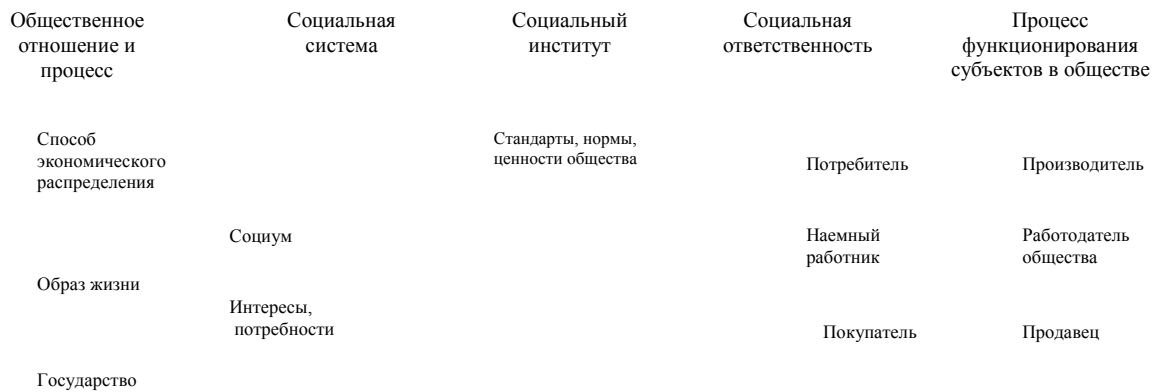 Общественное
отношение и
процесс
Социальная
система
Социальный
институт
Социальная
ответственность
Процесс
функционирования
субъектов в обществе
Способ
экономического
распределения
Стандарты, нормы,
ценности общества
Потребитель
Производитель
Социум
Наемный
работник
Работодатель
общества
Образ жизни
Интересы,
потребности
Покупатель
Продавец
Государство